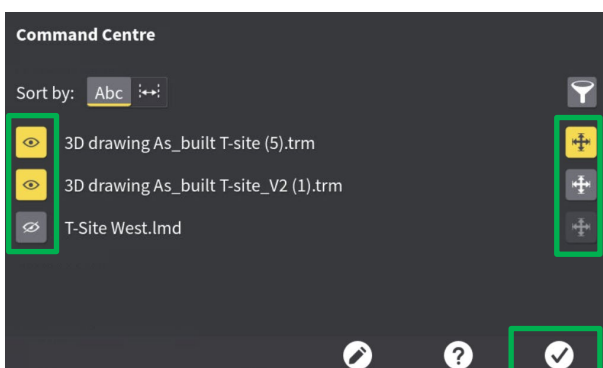 Command Centre
Sort by: Abc
3D drawing As_built T-site (5).trm
3D drawing As_built T-site_V2 (1).trm
T-Site West.lmd
?